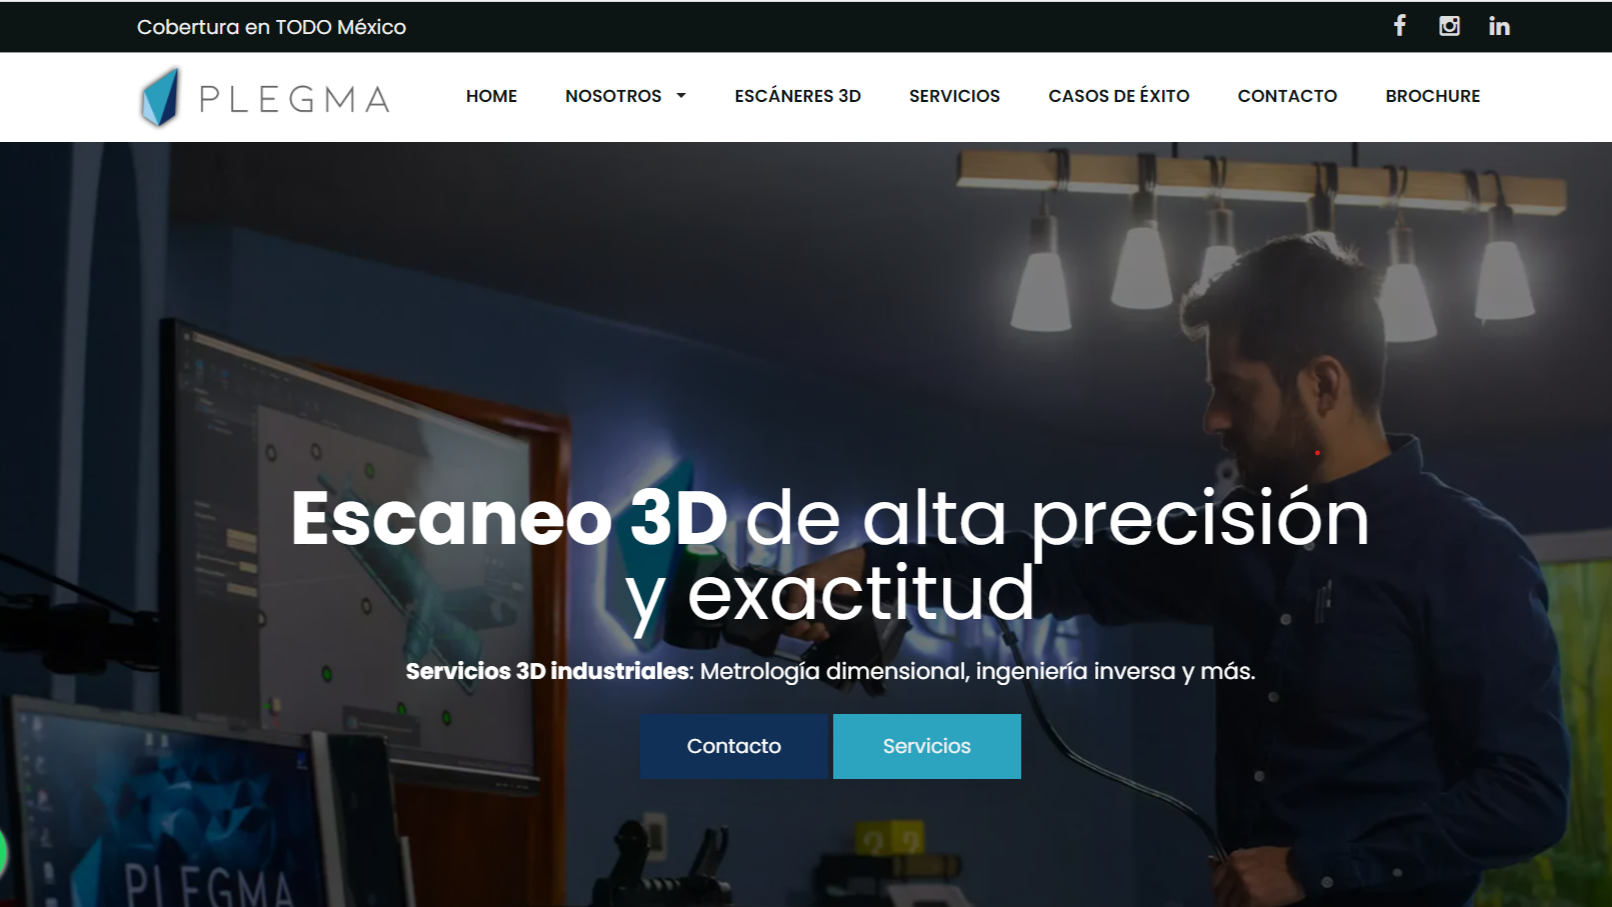 Cobertura en TODO México
PLEGMA
HOME NOSOTROS ESCÁNERES 3D SERVICIOS CASOS DE ÉXITO CONTACTO BROCHURE
Escaneo 3D de alta precisión
y exactitud
Servicios 3D industriales: Metrología dimensional, ingeniería inversa y más.
Contacto Servicios
PLEGMA